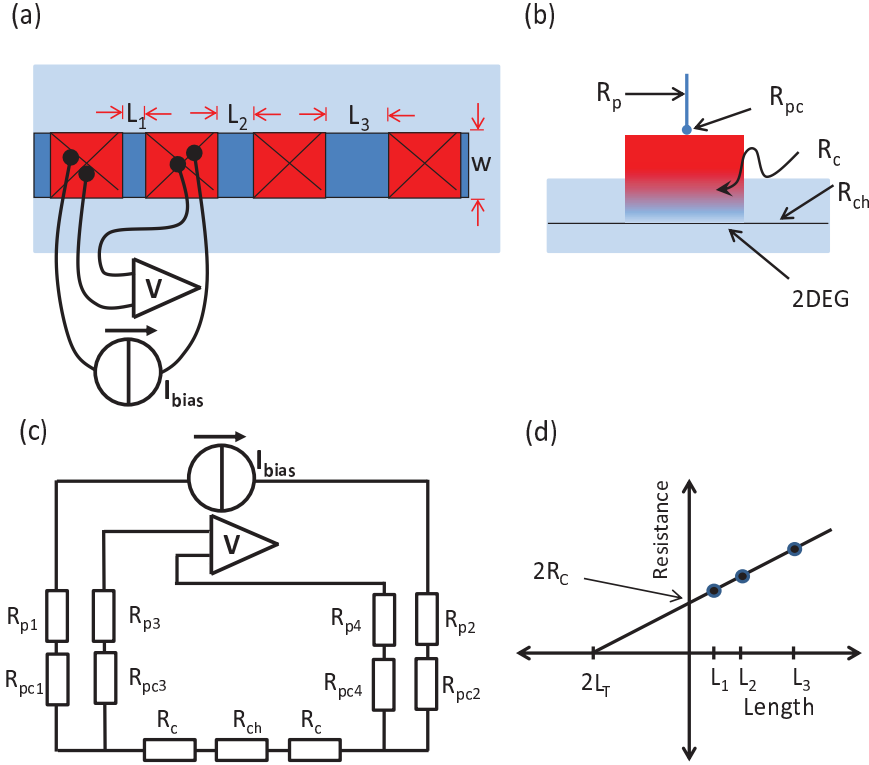 (a)
L1
L2
L3
W
V
Ibias
(b)
Rp
Rpc
Rc
Rch
2DEG
(c)
Ibias
V
Rp1
Rp3
Rp4
Rp2
Rpc1
Rpc3
Rpc4
Rpc2
Rc
Rch
Rc
(d)
Resistance
2RC
2LT
L1
L2
L3
Length